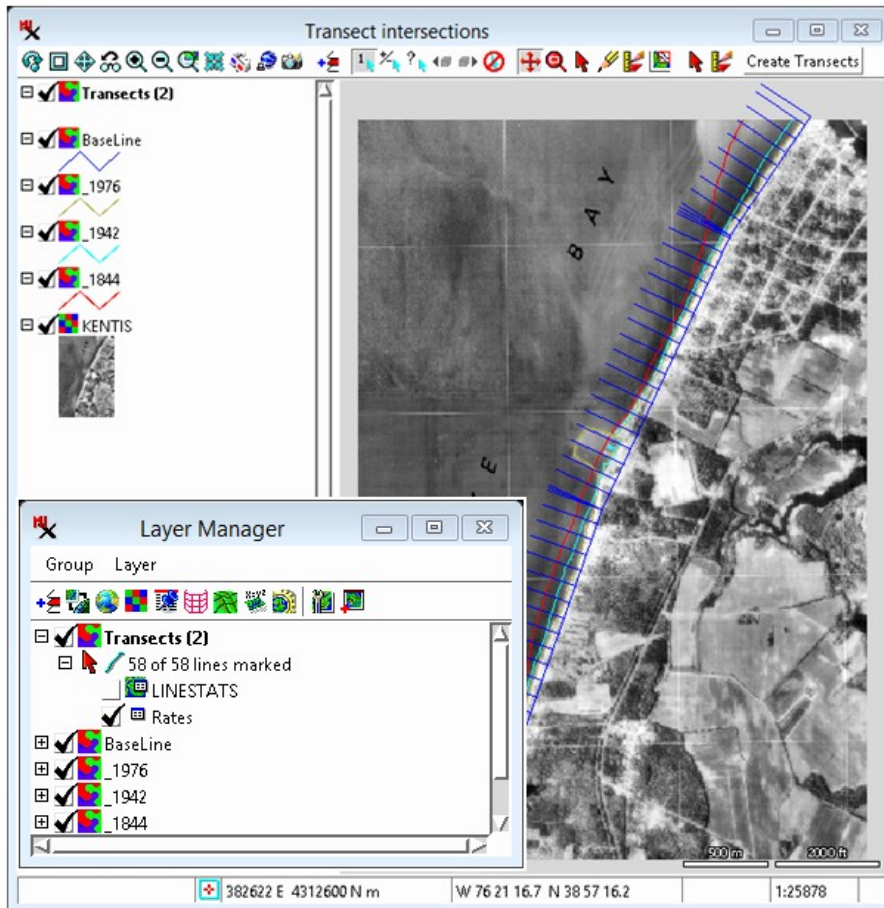 Transect intersections
Create Transects
Transects (2)
BaseLine
_1976
_1942
_1844
KENTIS
B A Y
E
Layer Manager
Group Layer
Transects (2)
58 of 58 lines marked
LINESTATS
Rates
BaseLine
_1976
_1942
_1844
500 m 2000 ft
382622 E 4312600 N m W 76 21 16.7 N 38 57 16.2 1:25878